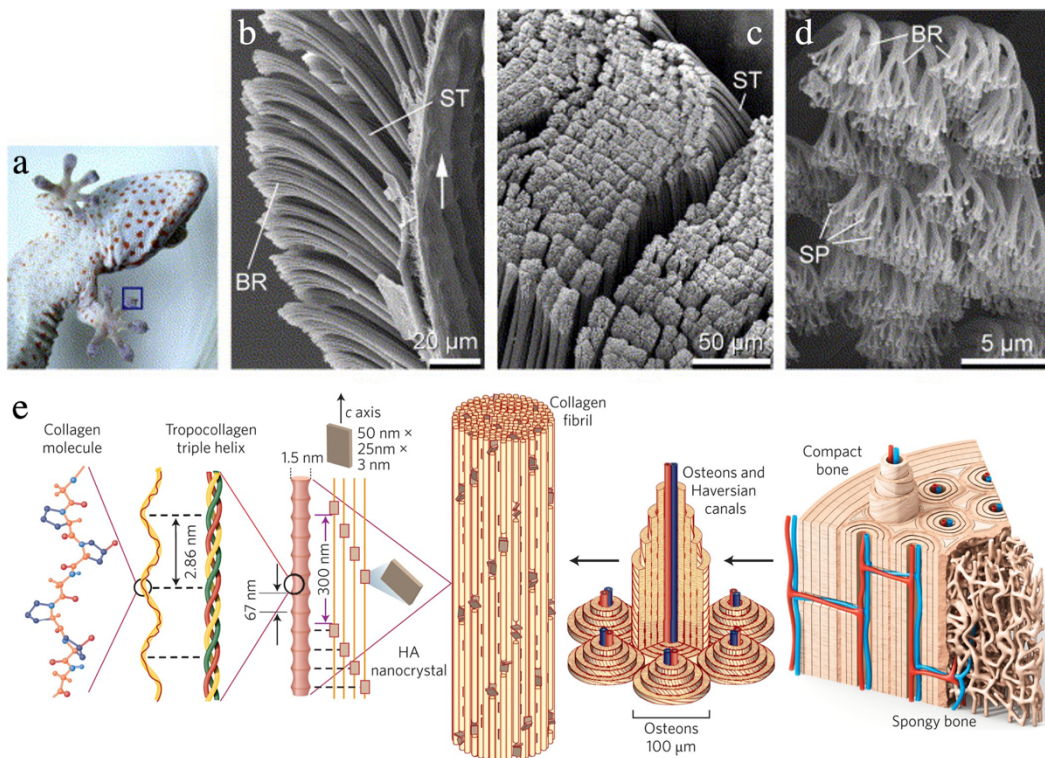 a
b
ST
BR
20 µm
c
ST
50 µm
d
BR
SP
5 µm
e
Collagen
molecule
Tropocollagen
triple helix
2.86 nm
c axis
50 nm ×
25nm ×
3 nm
1.5 nm
300 nm
67 nm
HA
nanocrystal
Collagen
fibril
Osteons and
Haversian
canals
Osteons
100 µm
Compact
bone
Spongy bone